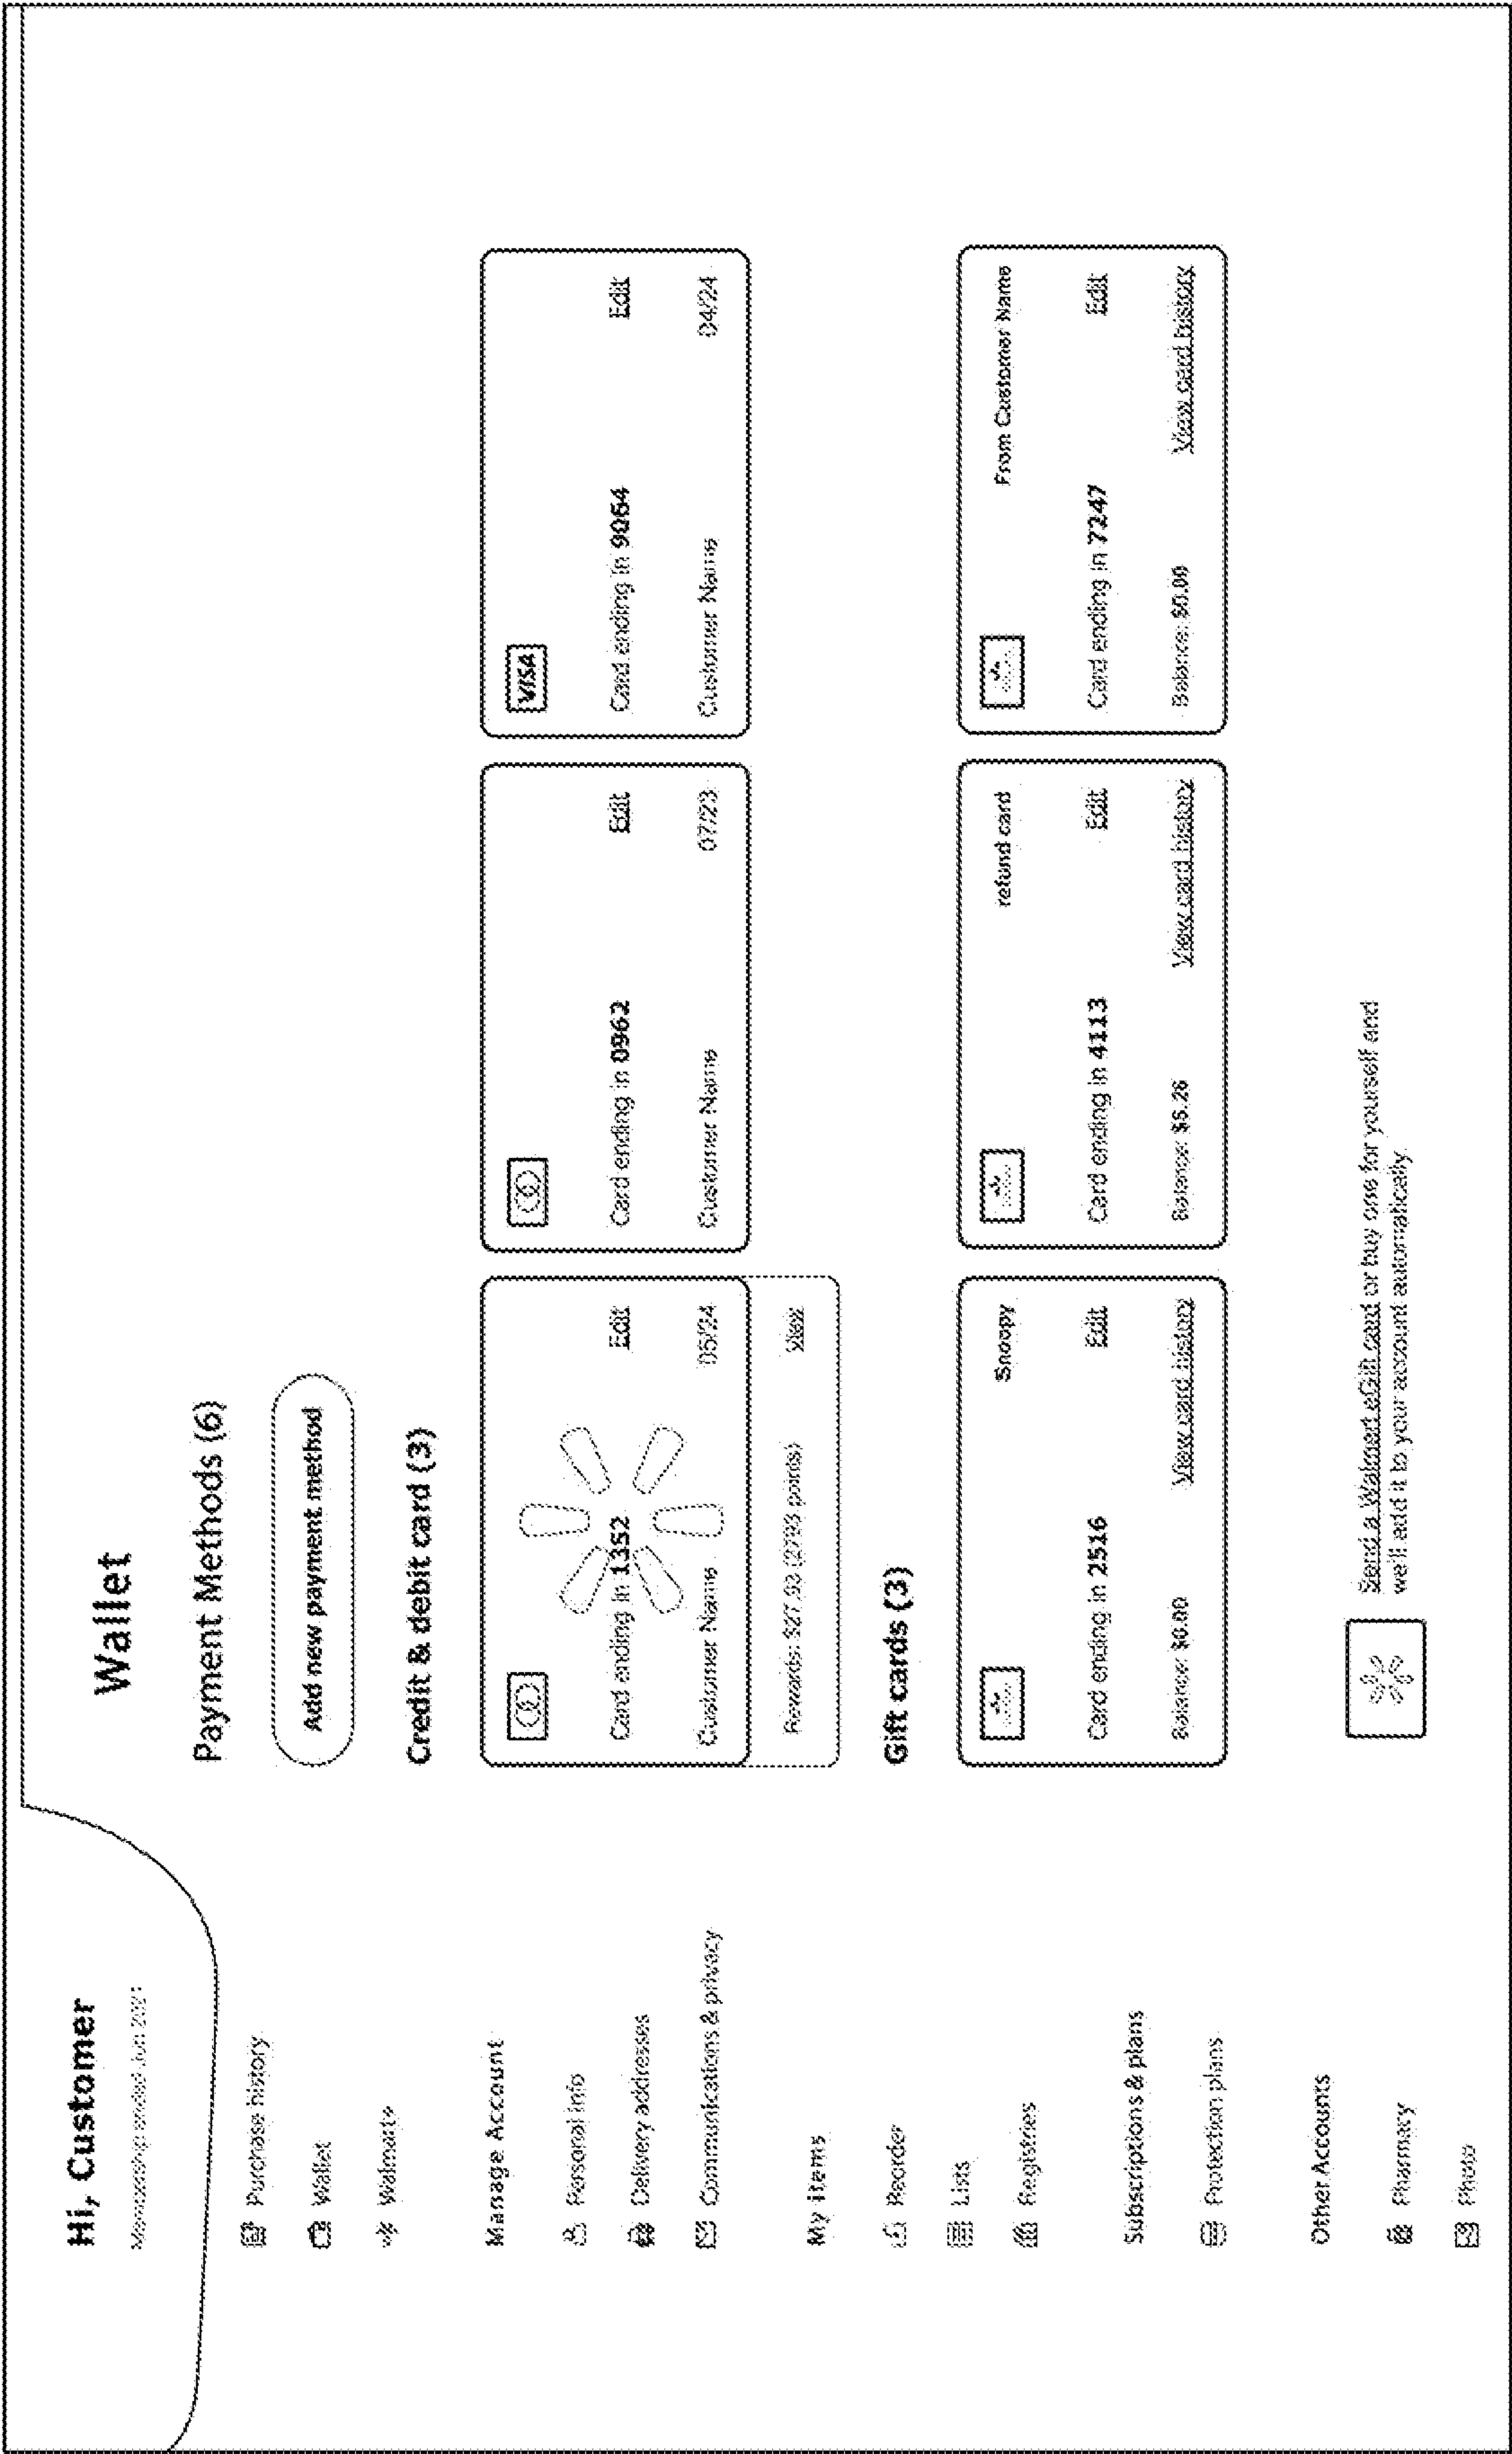 Hi, Customer
Membership ended Jun 2021
Purchase history
Wallet
Walmart+
Manage Account
Personal info
Delivery addresses
Communications & privacy
My Items
Reorder
Lists
Registries
Subscriptions & plans
Protection plans
Other Accounts
Pharmacy
Photo
Wallet
Payment Methods (6)
Add new payment method
Credit & debit card (3)
Card ending in 1352
Edit
Customer Name
05/24
Rewards: $27.93 (2793 points)
View
Card ending in 0962
Edit
Customer Name
07/23
VISA
Card ending in 9064
Edit
Customer Name
04/24
Gift cards (3)
Snoopy
Card ending in 2516
Edit
Balance: $0.00
View card history
refund card
Card ending in 4113
Edit
Balance:
View card history
From Customer Name
Card ending in 7247
Edit
Balance: $0.00
View card history
Send a Walmart eGift card or buy one for yourself and
we'll add it to your account automatically